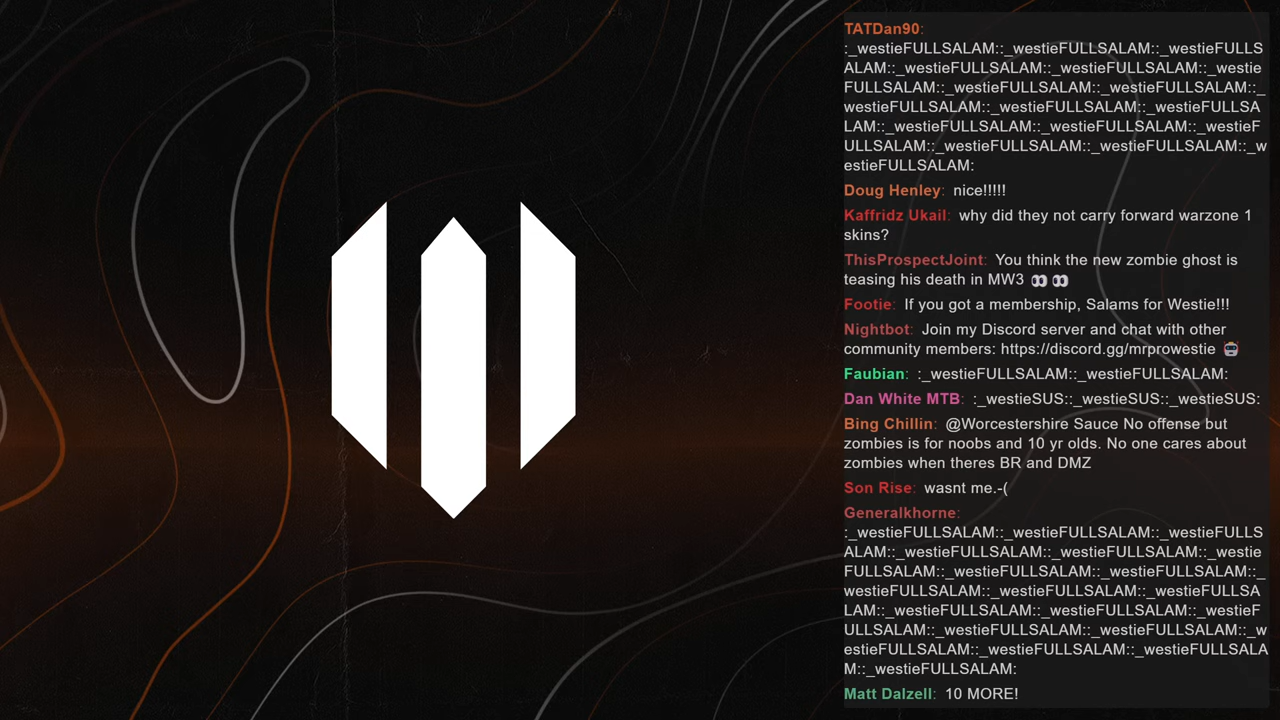 TATDan90:
:_westieFULLSALAM::_westieFULLSALAM::_westieFULLS
ALAM::_westieFULLSALAM::_westieFULLSALAM::_westie
FULLSALAM::_westieFULLSALAM::_westieFULLSALAM::_
westieFULLSALAM::_westieFULLSALAM::_westieFULLSA
LAM::_westieFULLSALAM::_westieFULLSALAM::_westieF
ULLSALAM::_westieFULLSALAM::_westieFULLSALAM::_w
estieFULLSALAM:
Doug Henley: nice!!!!!
Kaffridz Ukail: why did they not carry forward warzone 1
skins?
ThisProspectJoint: You think the new zombie ghost is
teasing his death in MW3 👀 👀
Footie: If you got a membership, Salams for Westie!!!
Nightbot: Join my Discord server and chat with other
community members: https://discord.gg/mrprowestie 🤖
Faubian: :_westieFULLSALAM::_westieFULLSALAM:
Dan White MTB: :_westieSUS::_westieSUS::_westieSUS:
Bing Chillin: @Worcestershire Sauce No offense but
zombies is for noobs and 10 yr olds. No one cares about
zombies when theres BR and DMZ
Son Rise: wasnt me.-(
Generalkhorne:
:_westieFULLSALAM::_westieFULLSALAM::_westieFULLS
ALAM::_westieFULLSALAM::_westieFULLSALAM::_westie
FULLSALAM::_westieFULLSALAM::_westieFULLSALAM::_
westieFULLSALAM::_westieFULLSALAM::_westieFULLSA
LAM::_westieFULLSALAM::_westieFULLSALAM::_westieF
ULLSALAM::_westieFULLSALAM::_westieFULLSALAM::_w
estieFULLSALAM::_westieFULLSALAM::_westieFULLSALA
M::_westieFULLSALAM:
Matt Dalzell: 10 MORE!